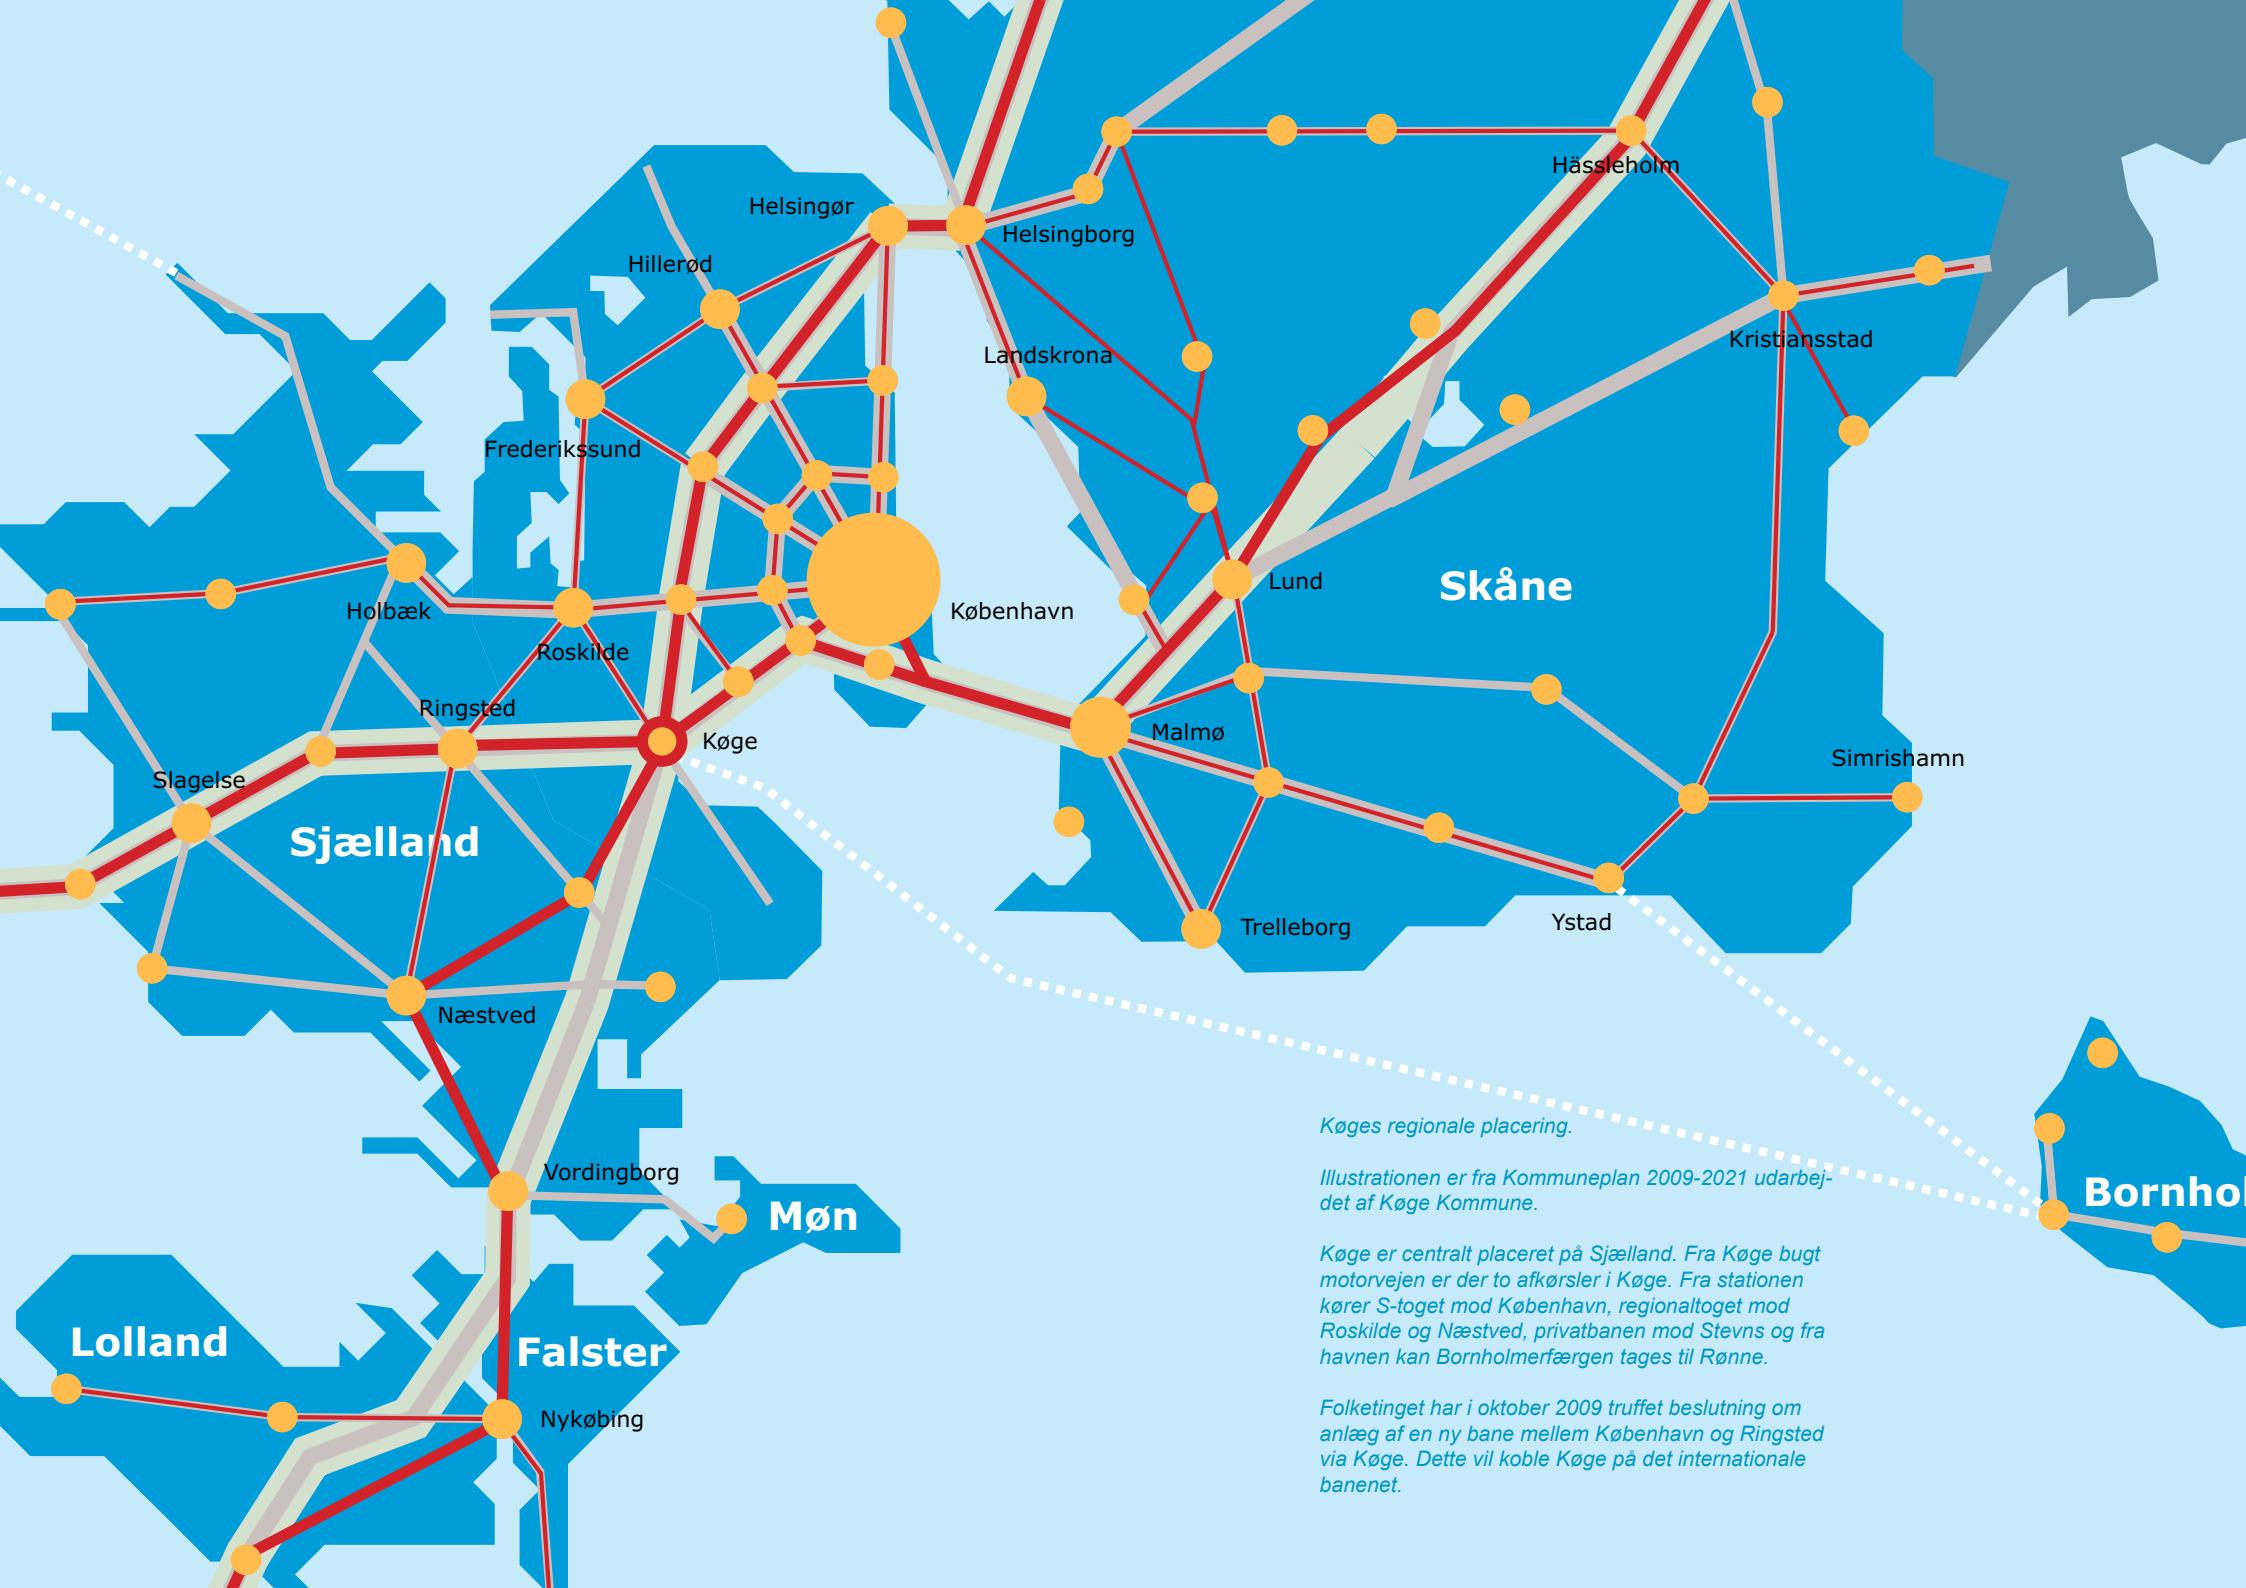 Helsingør
Hässleholm
Helsingborg
Hillerød
Kristiansstad
Landskrona
Frederikssund
Lund
Skåne
København
Holbæk
Roskilde
Ringsted
Køge
Malmø
Simrishamn
Slagelse
Sjælland
Trelleborg
Ystad
Næstved
Vordingborg
Møn
Bornhol
Lolland
Falster
Nykøbing
Køges regionale placering.
Illustrationen er fra Kommuneplan 2009-2021 udarbej-
det af Køge Kommune.
Køge er centralt placeret på Sjælland. Fra Køge bugt
motorvejen er der to afkørsler i Køge. Fra stationen
kører S-toget mod København, regionaltoget mod
Roskilde og Næstved, privatbanen mod Stevns og fra
havnen kan Bornholmerfærgen tages til Rønne.
Folketinget har i oktober 2009 truffet beslutning om
anlæg af en ny bane mellem København og Ringsted
via Køge. Dette vil koble Køge på det internationale
banenet.